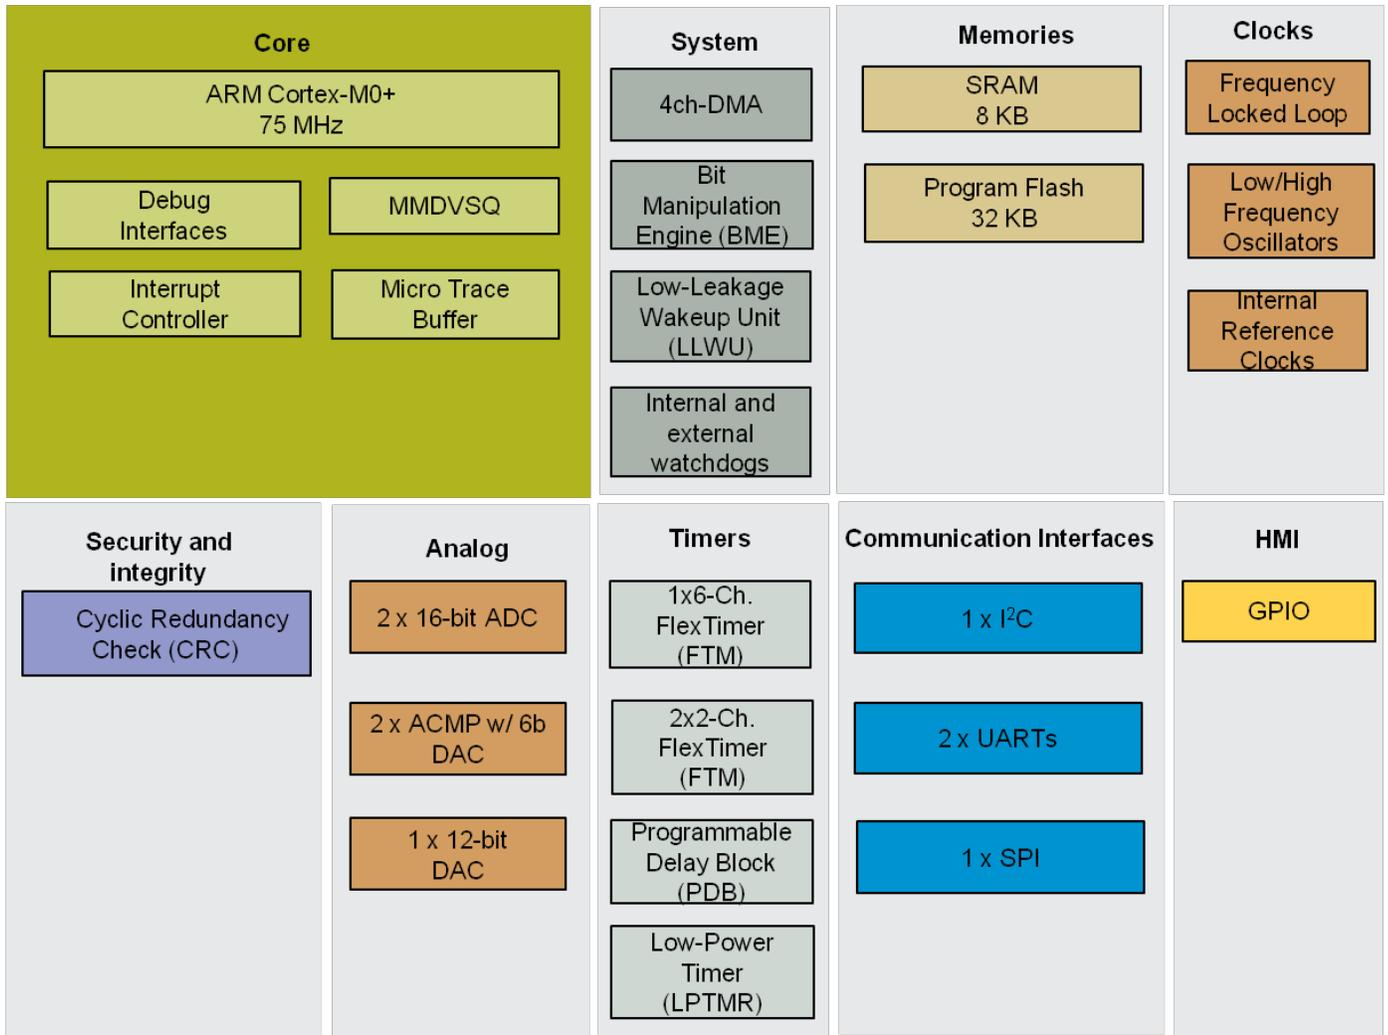 Core
ARM Cortex-M0+
75 MHz
Debug
Interfaces
MMDVSQ
Interrupt
Controller
Micro Trace
Buffer
System
4ch-DMA
Bit
Manipulation
Engine (BME)
Low-Leakage
Wakeup Unit
(LLWU)
Internal and
external
watchdogs
Memories
SRAM
8 KB
Program Flash
32 KB
Clocks
Frequency
Locked Loop
Low/High
Frequency
Oscillators
Internal
Reference
Clocks
Security and
integrity
Cyclic Redundancy
Check (CRC)
Analog
2 x 16-bit ADC
2 x ACMP w/ 6b
DAC
1 x 12-bit
DAC
Timers
1x6-Ch.
FlexTimer
(FTM)
2x2-Ch.
FlexTimer
(FTM)
Programmable
Delay Block
(PDB)
Low-Power
Timer
(LPTMR)
Communication Interfaces
1 x I²C
2 x UARTs
1 x SPI
HMI
GPIO